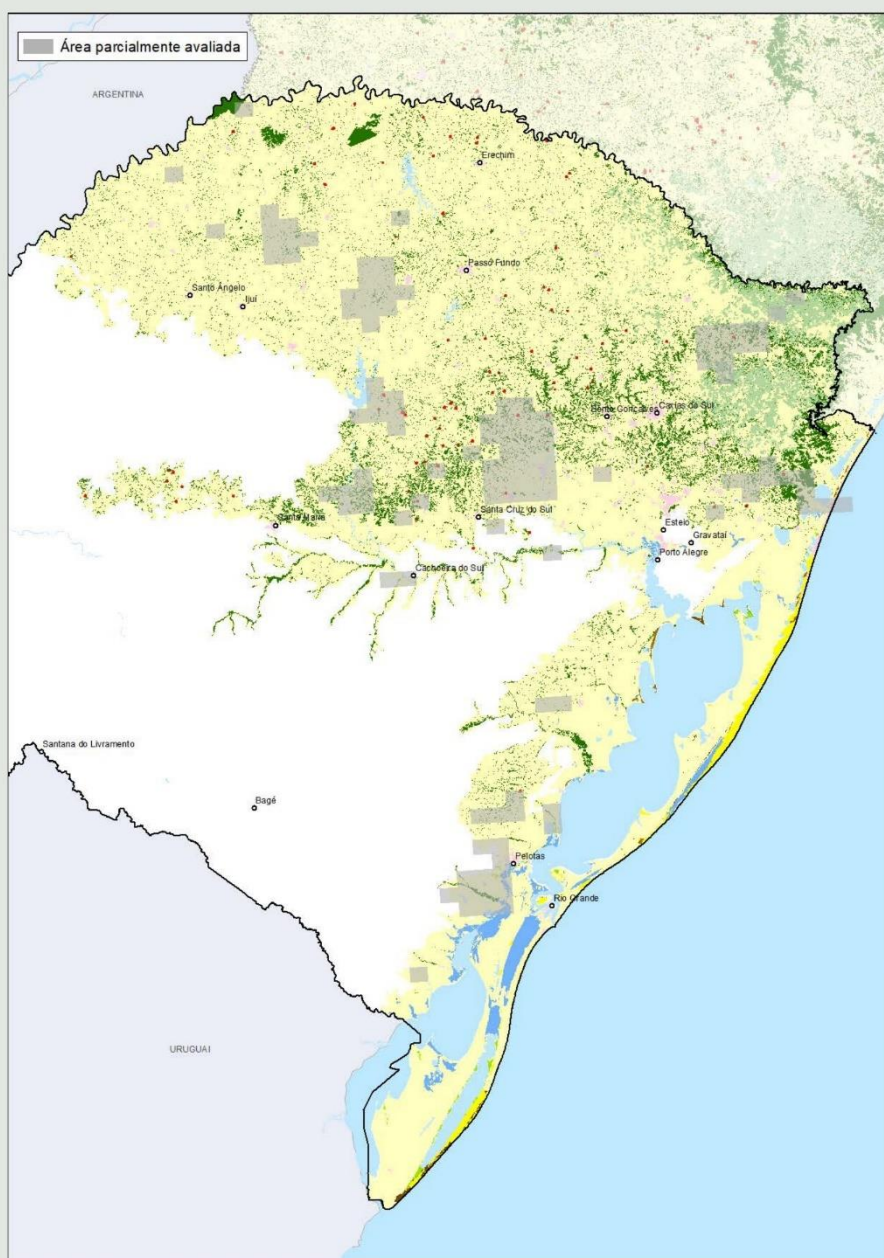 Área parcialmente avaliada
ARGENTINA
Erechim
Passo Fundo
Santo Ângelo
Ijuí
Bento Gonçalves
Caxias do Sul
Santa Cruz do Sul
Santa Maria
Esteio
Gravataí
Porto Alegre
Cachoeira do Sul
Santana do Livramento
Bagé
Pelotas
Rio Grande
URUGUAI